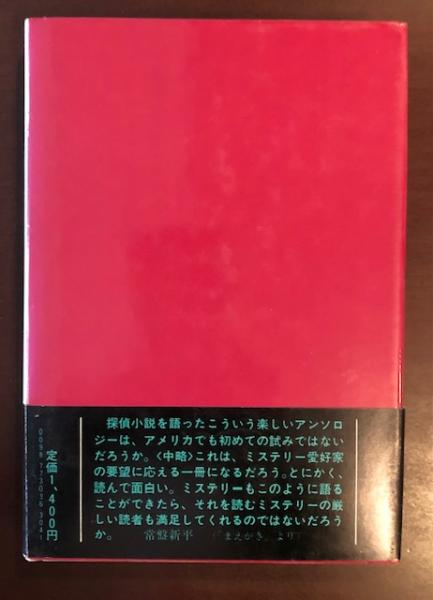 探偵小説を語ったこういう楽しいアンソロ
ジーは、アメリカでも初めての試みではない
だろうか。〈中略〉これは、ミステリー愛好家
の要望に応える一冊になるだろう。とにかく、
読んで面白い。ミステリーもこのように語る
ことができたら、それを読むミステリーの厳
しい読者も満足してくれるのではないだろう
か。 常盤新平 (「まえがき」より)
定価1,400円